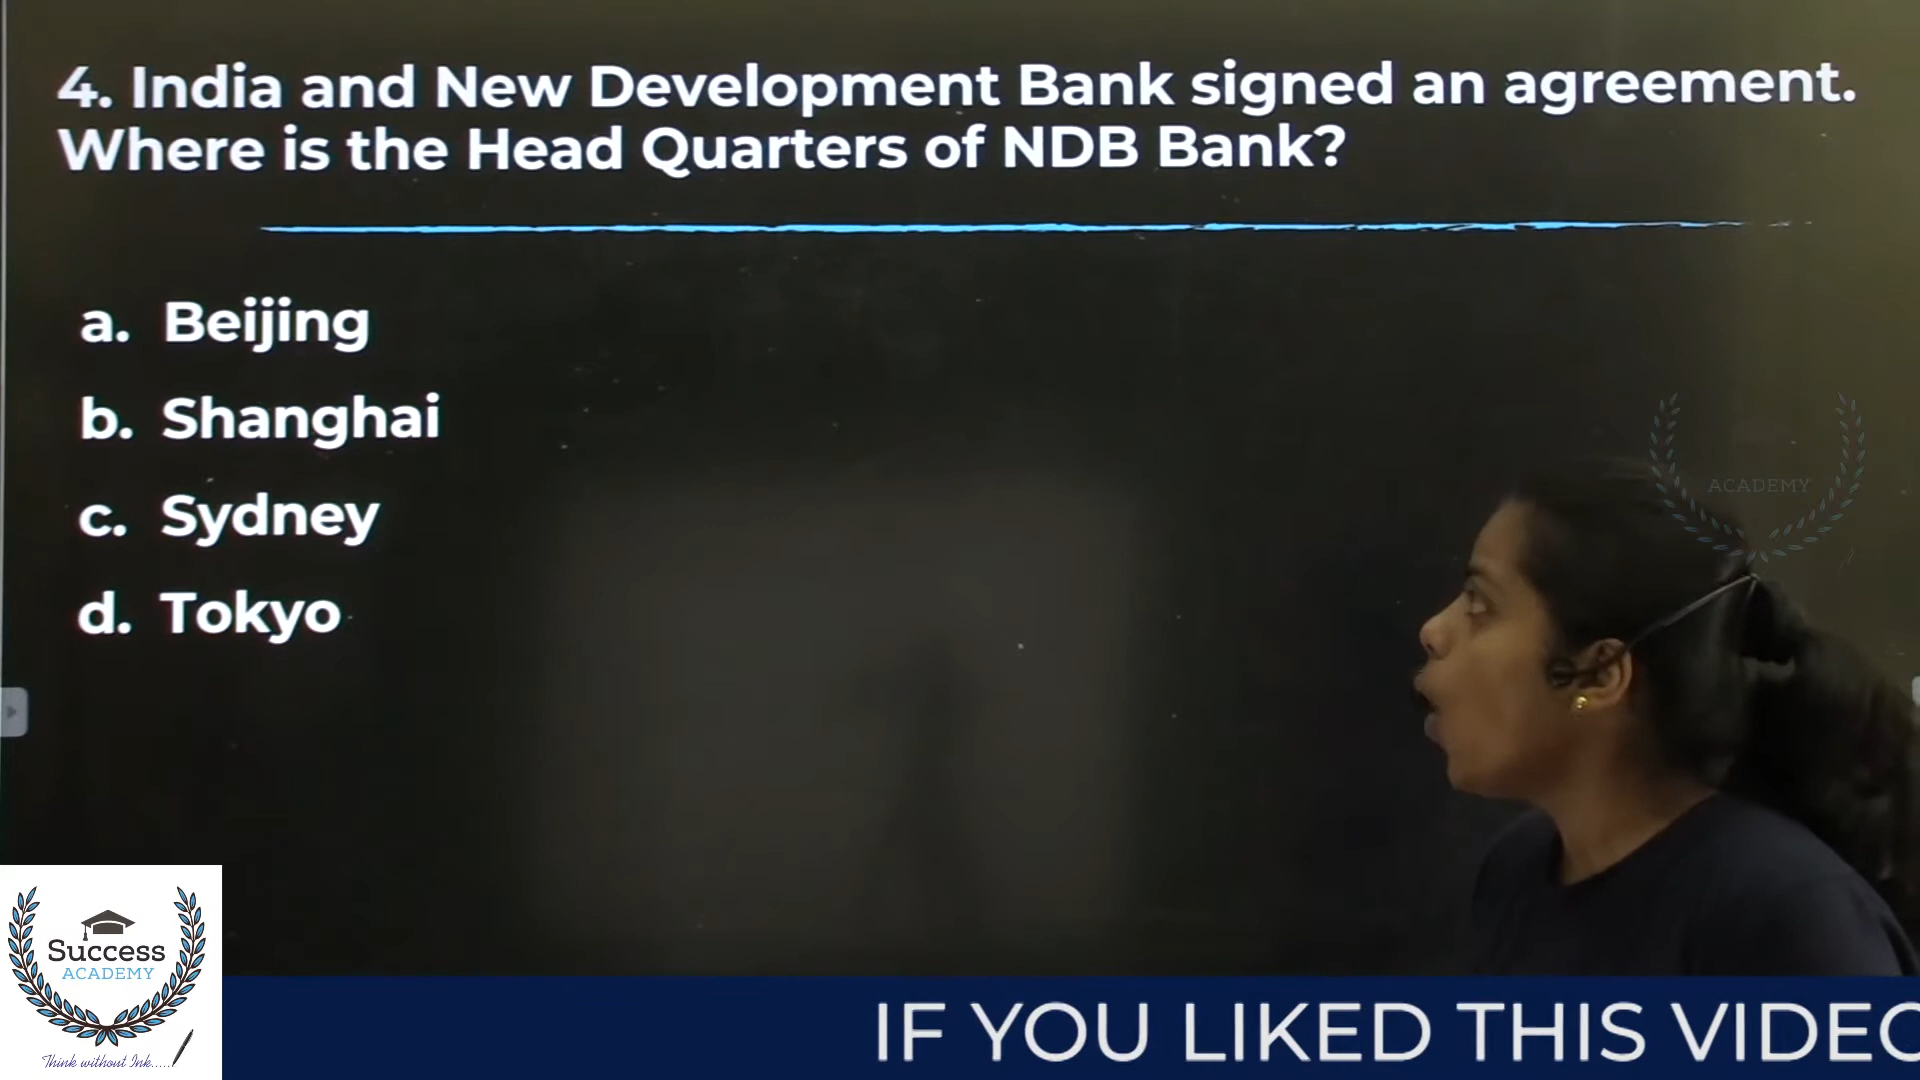 4. India and New Development Bank signed an agreement.
Where is the Head Quarters of NDB Bank?
a. Beijing
b. Shanghai
c. Sydney
d. Tokyo
ACADEMY
Success
ACADEMY
Think without Ink.....
IF YOU LIKED THIS VIDEO